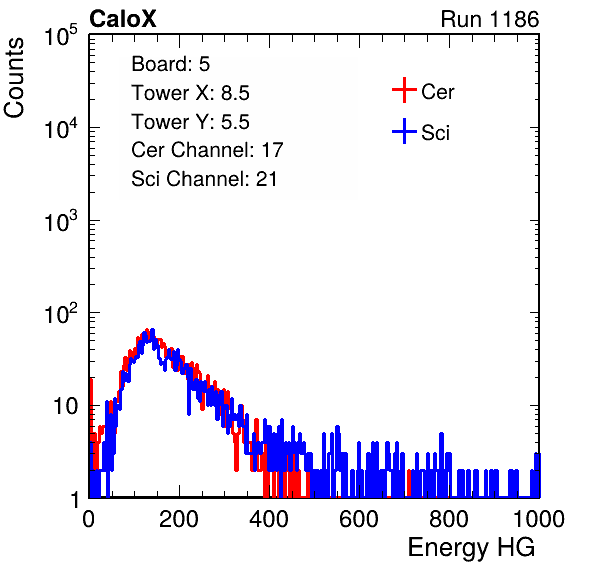 CaloX Run 1186
Counts
10^5
10^4
10^3
10^2
10
1
Board: 5
Tower X: 8.5
Tower Y: 5.5
Cer Channel: 17
Sci Channel: 21
Cer
Sci
0 200 400 600 800 1000
Energy HG